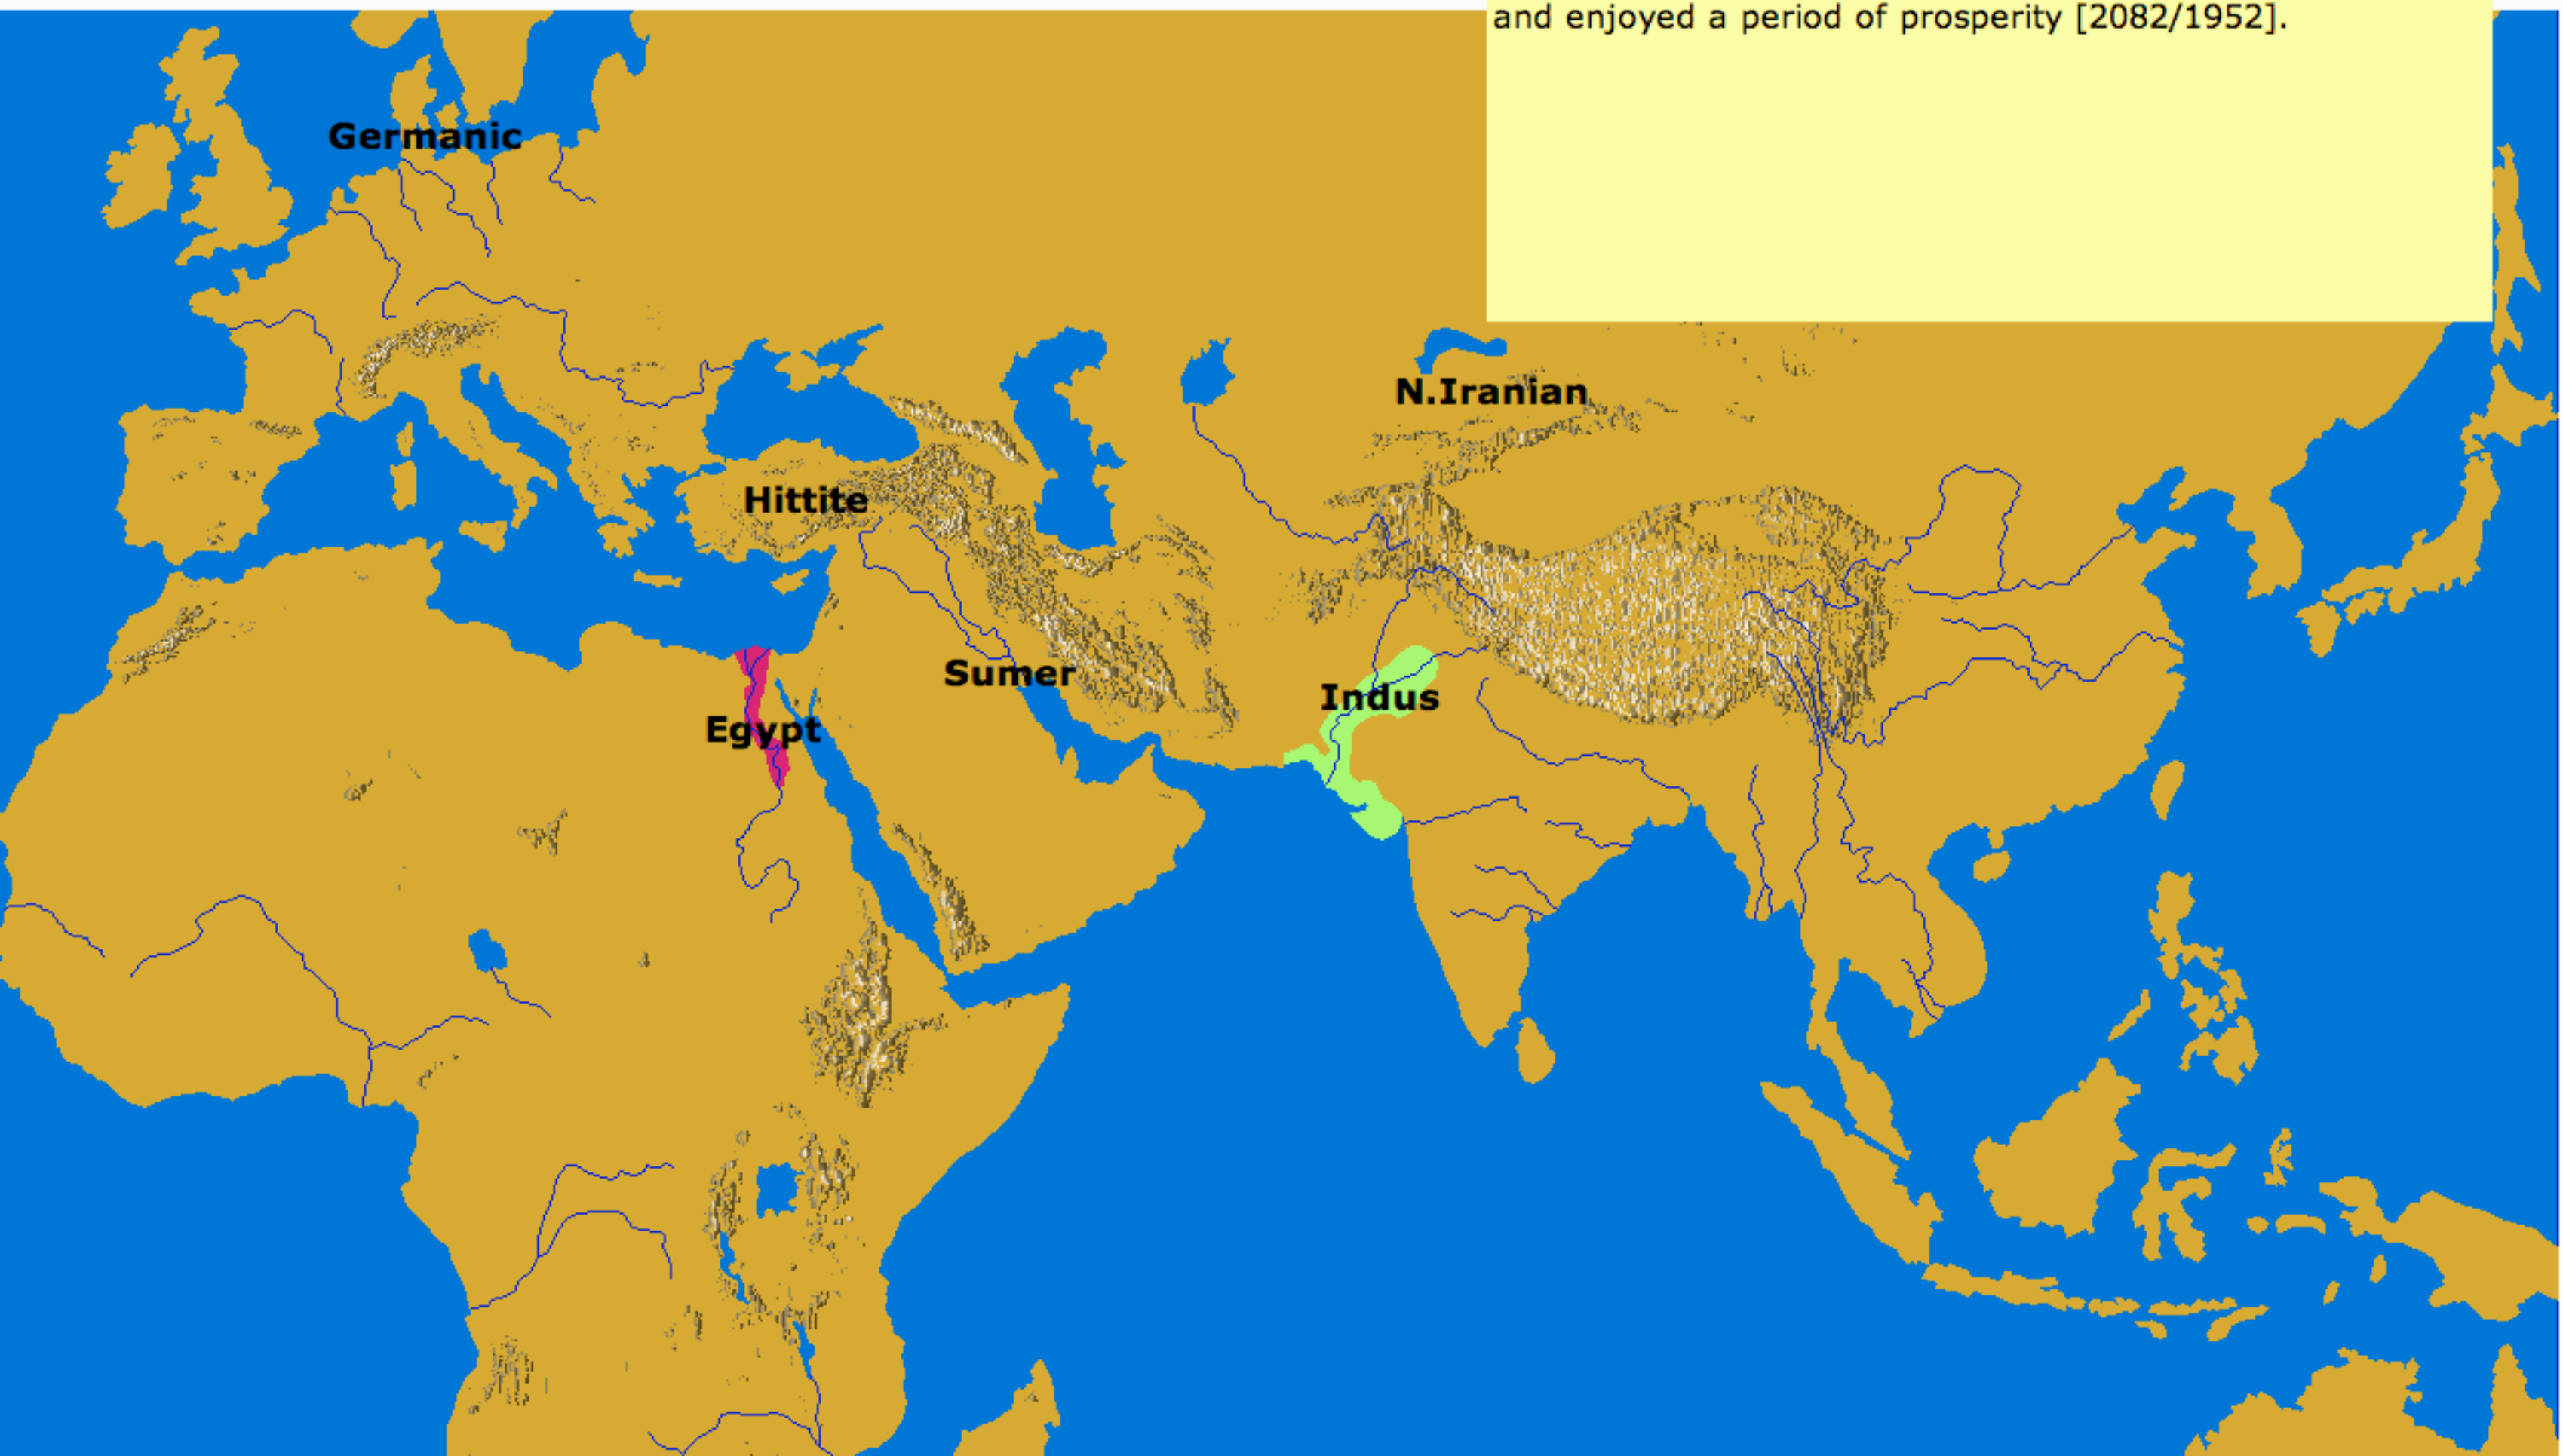 and enjoyed a period of prosperity [2082/1952].
Germanic
N.Iranian
Hittite
Sumer
Indus
Egypt